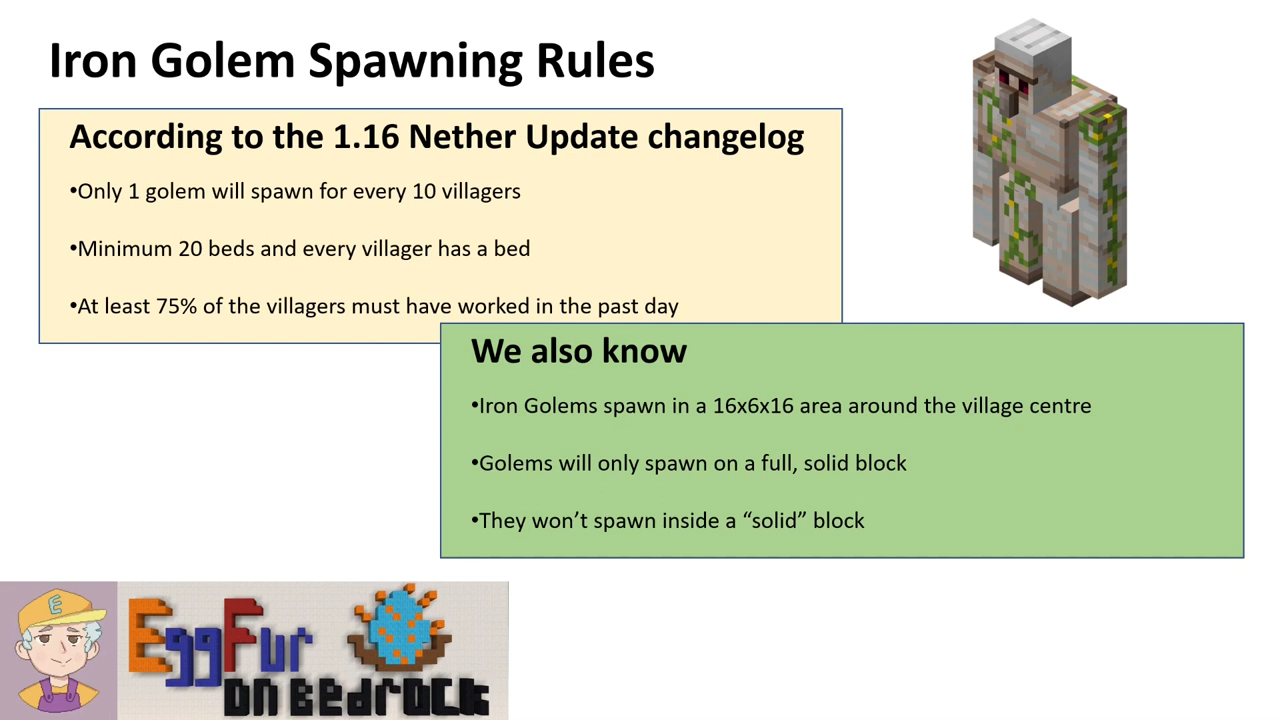 Iron Golem Spawning Rules
According to the 1.16 Nether Update changelog
•Only 1 golem will spawn for every 10 villagers
•Minimum 20 beds and every villager has a bed
•At least 75% of the villagers must have worked in the past day
We also know
•Iron Golems spawn in a 16x6x16 area around the village centre
•Golems will only spawn on a full, solid block
•They won’t spawn inside a “solid” block
E
EggFur
on Bedrock